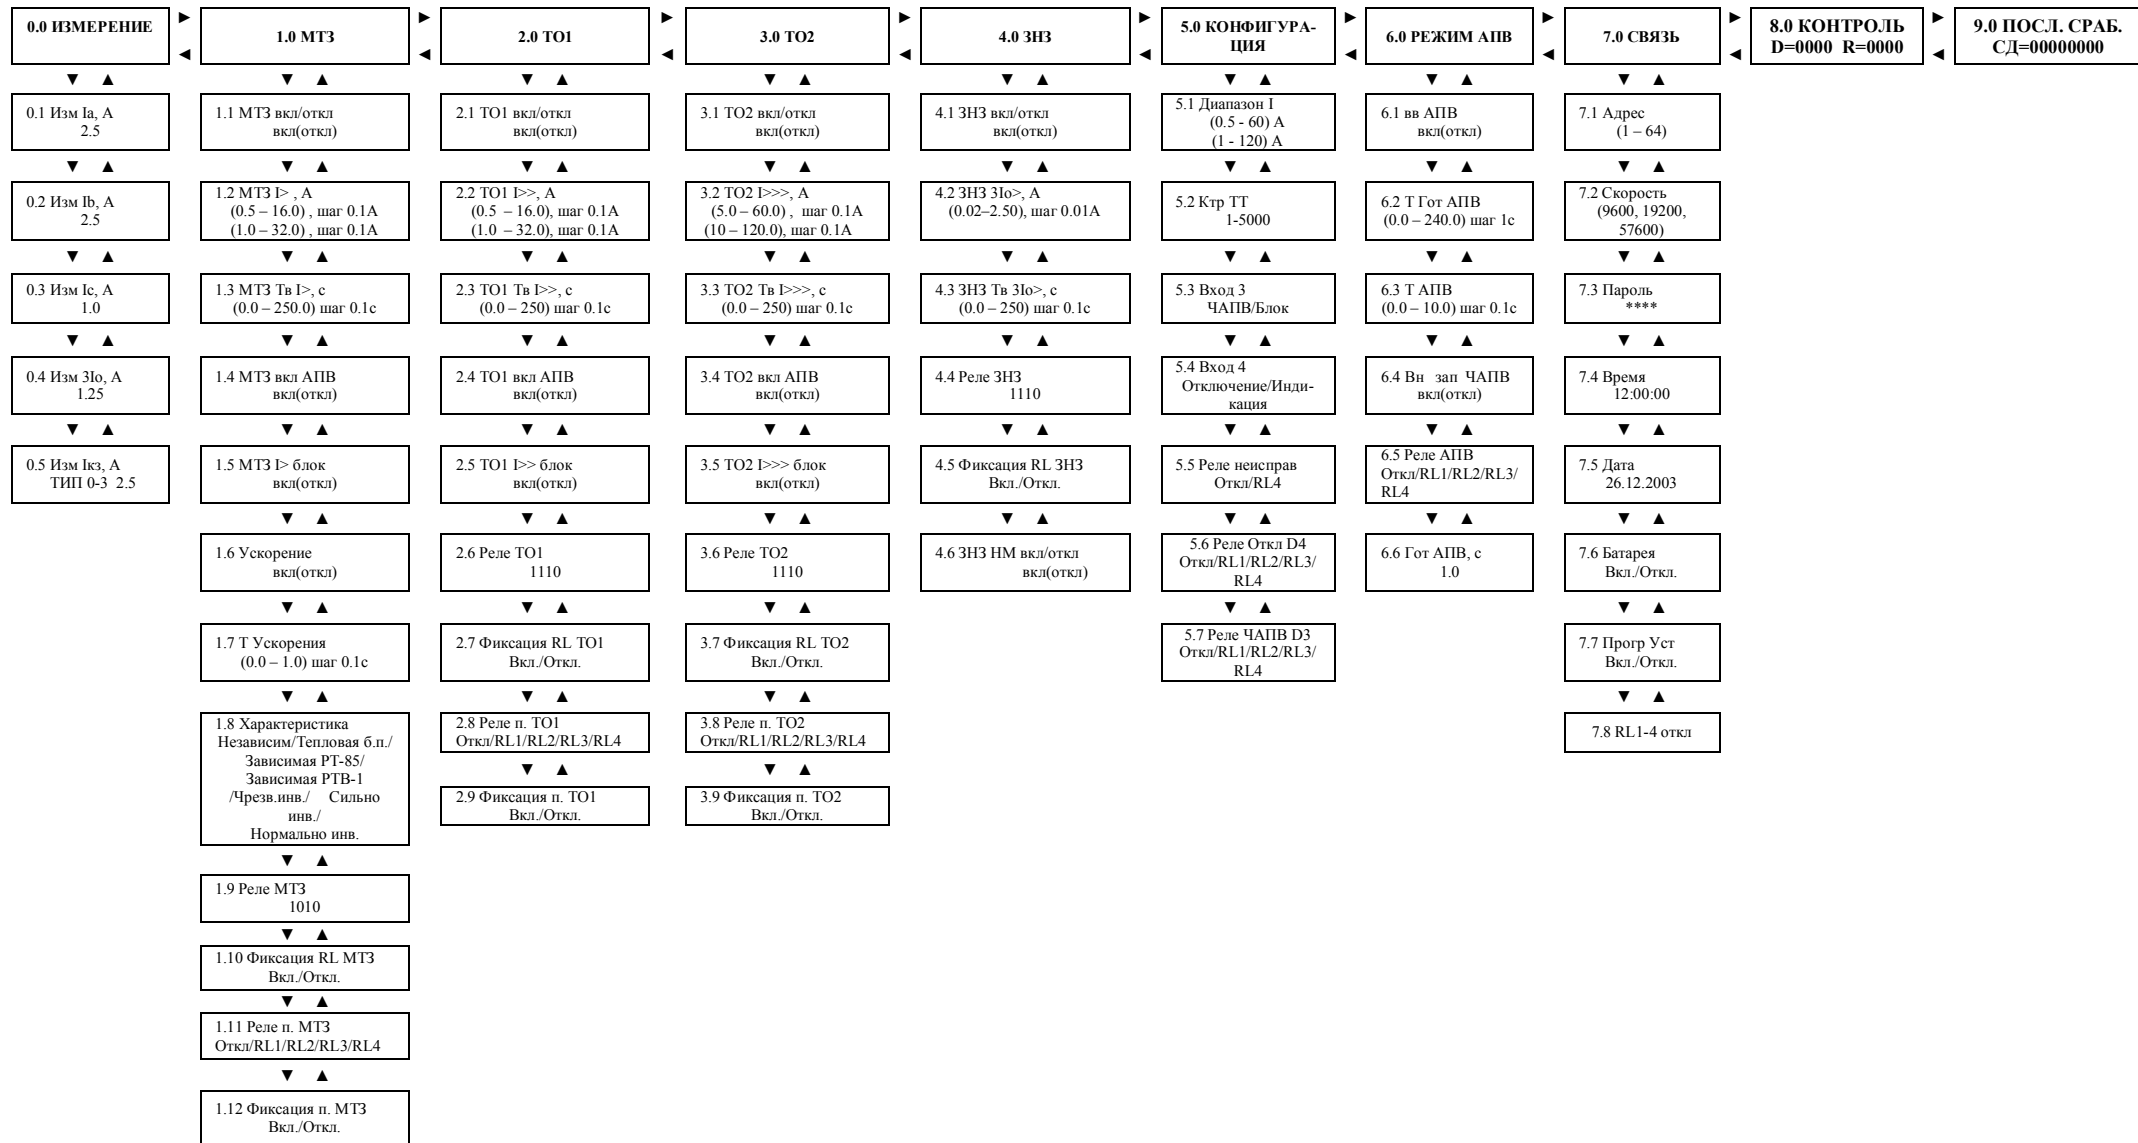 0.0 ИЗМЕРЕНИЕ
1.0 МТЗ
2.0 ТО1
3.0 ТО2
4.0 ЗНЗ
5.0 КОНФИГУРА-
ЦИЯ
6.0 РЕЖИМ АПВ
7.0 СВЯЗЬ
8.0 КОНТРОЛЬ
D=0000 R=0000
9.0 ПОСЛ. СРАБ.
СД=00000000
0.1 Изм Ia, А
2.5
0.2 Изм Ib, А
2.5
0.3 Изм Ic, А
1.0
0.4 Изм 3Io, А
1.25
0.5 Изм Iкз, А
ТИП 0-3 2.5
1.1 МТЗ вкл/откл
вкл(откл)
1.2 МТЗ I> , А
(0.5 – 16.0) , шаг 0.1А
(1.0 – 32.0) , шаг 0.1А
1.3 МТЗ Тв I>, с
(0.0 – 250.0) шаг 0.1с
1.4 МТЗ вкл АПВ
вкл(откл)
1.5 МТЗ I> блок
вкл(откл)
1.6 Ускорение
вкл(откл)
1.7 Т Ускорения
(0.0 – 1.0) шаг 0.1с
1.8 Характеристика
Независим/Тепловая б.п./
Зависимая РТ-85/
Зависимая РТВ-1
/Чрезв.инв./ Сильно
инв./
Нормально инв.
1.9 Реле МТЗ
1010
1.10 Фиксация RL МТЗ
Вкл./Откл.
1.11 Реле п. МТЗ
Откл/RL1/RL2/RL3/RL4
1.12 Фиксация п. МТЗ
Вкл./Откл.
2.1 ТО1 вкл/откл
вкл(откл)
2.2 ТО1 I>>, А
(0.5 – 16.0), шаг 0.1А
(1.0 – 32.0), шаг 0.1А
2.3 ТО1 Тв I>>, с
(0.0 – 250) шаг 0.1с
2.4 ТО1 вкл АПВ
вкл(откл)
2.5 ТО1 I>> блок
вкл(откл)
2.6 Реле ТО1
1110
2.7 Фиксация RL ТО1
Вкл./Откл.
2.8 Реле п. ТО1
Откл/RL1/RL2/RL3/RL4
2.9 Фиксация п. ТО1
Вкл./Откл.
3.1 ТО2 вкл/откл
вкл(откл)
3.2 ТО2 I>>>, А
(5.0 – 60.0) , шаг 0.1А
(10 – 120.0), шаг 0.1А
3.3 ТО2 Тв I>>>, с
(0.0 – 250) шаг 0.1с
3.4 ТО2 вкл АПВ
вкл(откл)
3.5 ТО2 I>>> блок
вкл(откл)
3.6 Реле ТО2
1110
3.7 Фиксация RL ТО2
Вкл./Откл.
3.8 Реле п. ТО2
Откл/RL1/RL2/RL3/RL4
3.9 Фиксация п. ТО2
Вкл./Откл.
4.1 ЗНЗ вкл/откл
вкл(откл)
4.2 ЗНЗ 3Io>, А
(0.02–2.50), шаг 0.01А
4.3 ЗНЗ Тв 3Io>, с
(0.0 – 250) шаг 0.1с
4.4 Реле ЗНЗ
1110
4.5 Фиксация RL ЗНЗ
Вкл./Откл.
4.6 ЗНЗ НМ вкл/откл
вкл(откл)
5.1 Диапазон I
(0.5 - 60) А
(1 - 120) А
5.2 Ктр ТТ
1-5000
5.3 Вход 3
ЧАПВ/Блок
5.4 Вход 4
Отключение/Инди-
кация
5.5 Реле неисправ
Откл/RL4
5.6 Реле Откл D4
Откл/RL1/RL2/RL3/
RL4
5.7 Реле ЧАПВ D3
Откл/RL1/RL2/RL3/
RL4
6.1 вв АПВ
вкл(откл)
6.2 Т Гот АПВ
(0.0 – 240.0) шаг 1с
6.3 Т АПВ
(0.0 – 10.0) шаг 0.1с
6.4 Вн зап ЧАПВ
вкл(откл)
6.5 Реле АПВ
Откл/RL1/RL2/RL3/
RL4
6.6 Гот АПВ, с
1.0
7.1 Адрес
(1 – 64)
7.2 Скорость
(9600, 19200,
57600)
7.3 Пароль
****
7.4 Время
12:00:00
7.5 Дата
26.12.2003
7.6 Батарея
Вкл./Откл.
7.7 Прогр Уст
Вкл./Откл.
7.8 RL1-4 откл